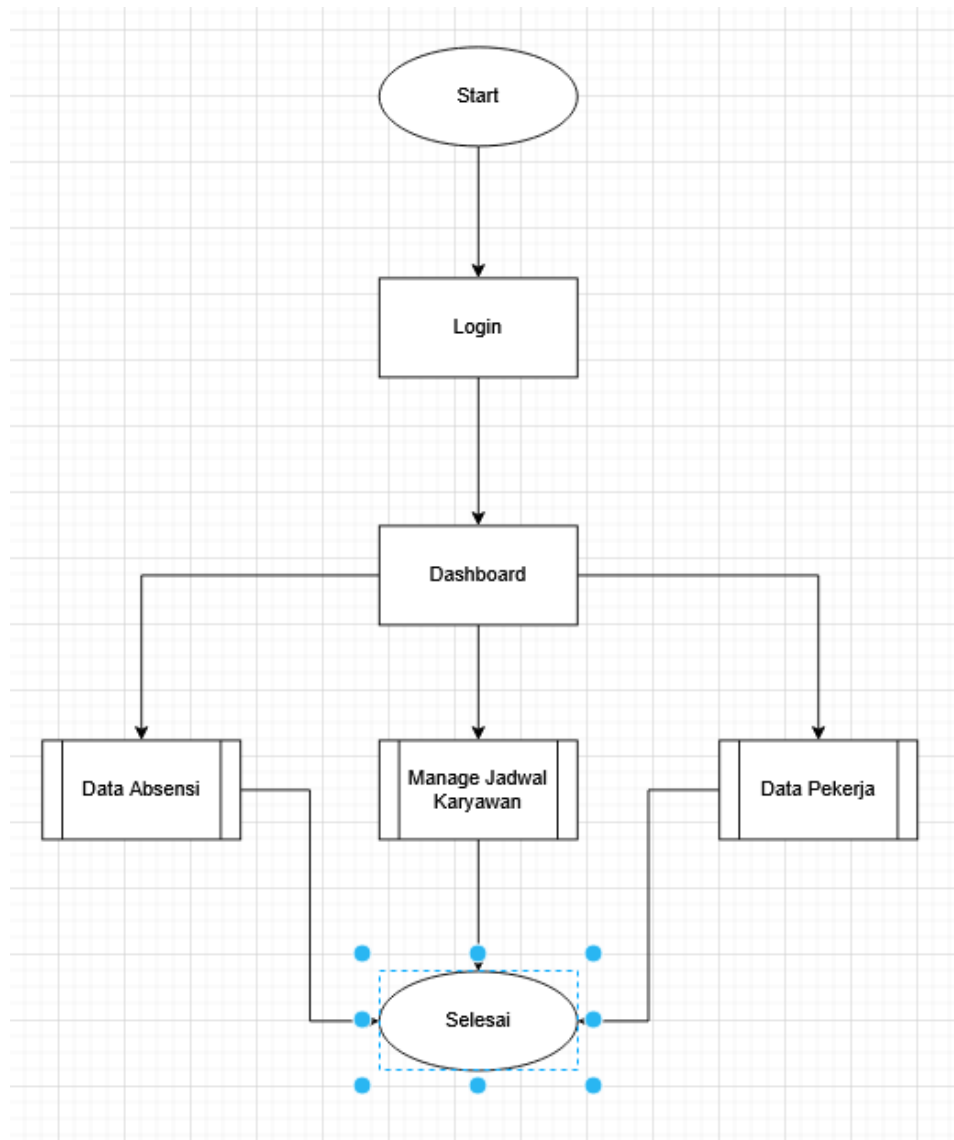 Start
Login
Dashboard
Data Absensi
Manage Jadwal
Karyawan
Data Pekerja
Selesai